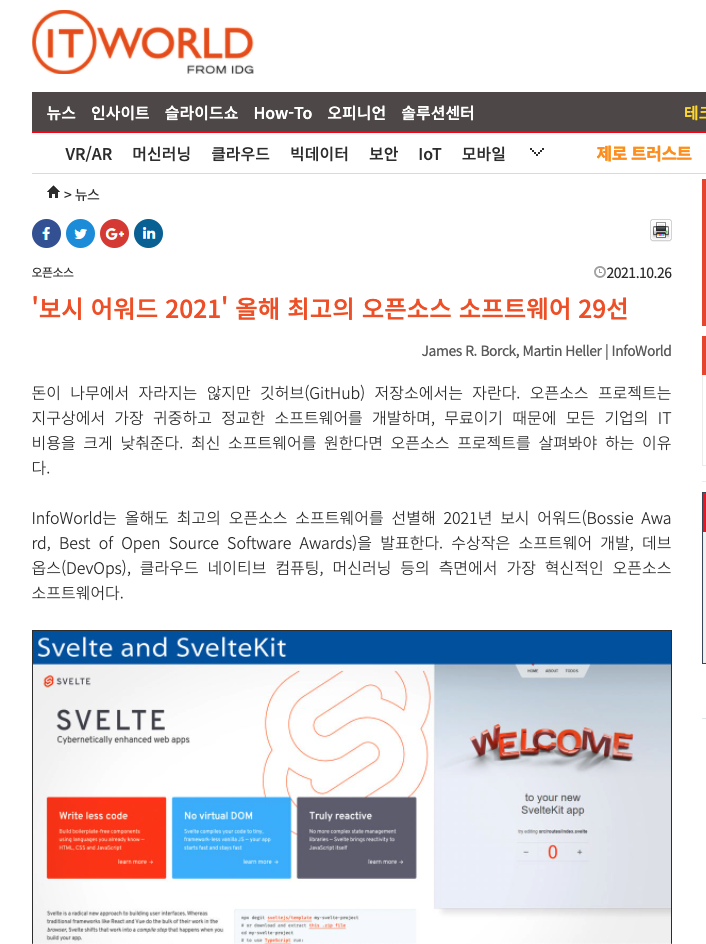 ITWORLD
FROM IDG
뉴스 인사이트 슬라이드쇼 How-To 오피니언 솔루션센터
VR/AR 머신러닝 클라우드 빅데이터 보안 IoT 모바일 제로 트러스트
> 뉴스
오픈소스 2021.10.26
'보시 어워드 2021' 올해 최고의 오픈소스 소프트웨어 29선
James R. Borck, Martin Heller | InfoWorld
돈이 나무에서 자라지는 않지만 깃허브(GitHub) 저장소에서는 자란다. 오픈소스 프로젝트는
지구상에서 가장 귀중하고 정교한 소프트웨어를 개발하며, 무료이기 때문에 모든 기업의 IT
비용을 크게 낮춰준다. 최신 소프트웨어를 원한다면 오픈소스 프로젝트를 살펴봐야 하는 이유
다.
InfoWorld는 올해도 최고의 오픈소스 소프트웨어를 선별해 2021년 보시 어워드(Bossie Awa
rd, Best of Open Source Software Awards)을 발표한다. 수상작은 소프트웨어 개발, 데브
옵스(DevOps), 클라우드 네이티브 컴퓨팅, 머신러닝 등의 측면에서 가장 혁신적인 오픈소스
소프트웨어다.
Svelte and SvelteKit
SVELTE
HOME ABOUT TODOS
SVELTE
Cybernetically enhanced web apps
WELCOME
to your new
SvelteKit app
try editing src/routes/index.svelte
− 0 +
Write less code
Build boilerplate-free components
using languages you already know –
HTML, CSS and JavaScript
learn more →
No virtual DOM
Svelte compiles your code to tiny,
framework-less vanilla JS – your app
starts fast and stays fast
learn more →
Truly reactive
No more complex state management
libraries – Svelte brings reactivity to
JavaScript itself
learn more →
Svelte is a radical new approach to building user interfaces. Whereas
traditional frameworks like React and Vue do the bulk of their work in the
browser, Svelte shifts that work into a compile step that happens when you
build your app.
npx degit sveltejs/template my-svelte-project
# or download and extract this .zip file
cd my-svelte-project
# to use TypeScript run: